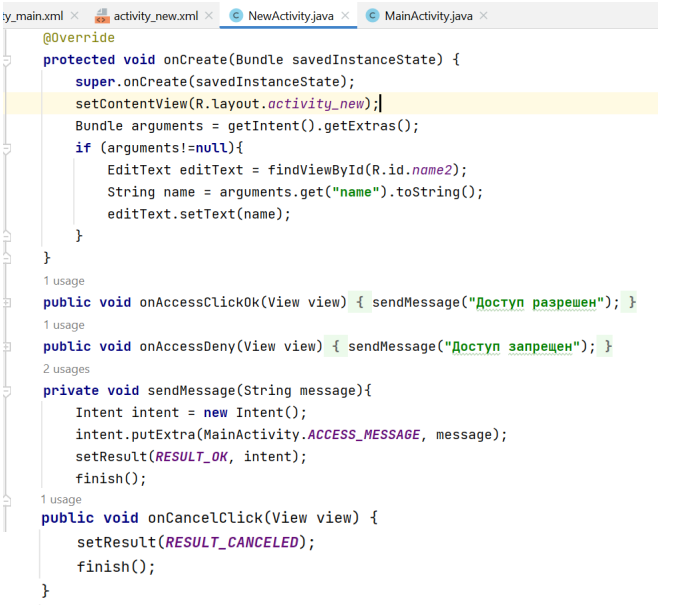 ty_main.xml × activity_new.xml × NewActivity.java × MainActivity.java ×
@Override
protected void onCreate(Bundle savedInstanceState) {
super.onCreate(savedInstanceState);
setContentView(R.layout.activity_new);
Bundle arguments = getIntent().getExtras();
if (arguments!=null){
EditText editText = findViewById(R.id.name2);
String name = arguments.get("name").toString();
editText.setText(name);
}
}
1 usage
public void onAccessClickOk(View view) { sendMessage("Доступ разрешен"); }
1 usage
public void onAccessDeny(View view) { sendMessage("Доступ запрещен"); }
2 usages
private void sendMessage(String message){
Intent intent = new Intent();
intent.putExtra(MainActivity.ACCESS_MESSAGE, message);
setResult(RESULT_OK, intent);
finish();
1 usage
public void onCancelClick(View view) {
setResult(RESULT_CANCELED);
finish();
}